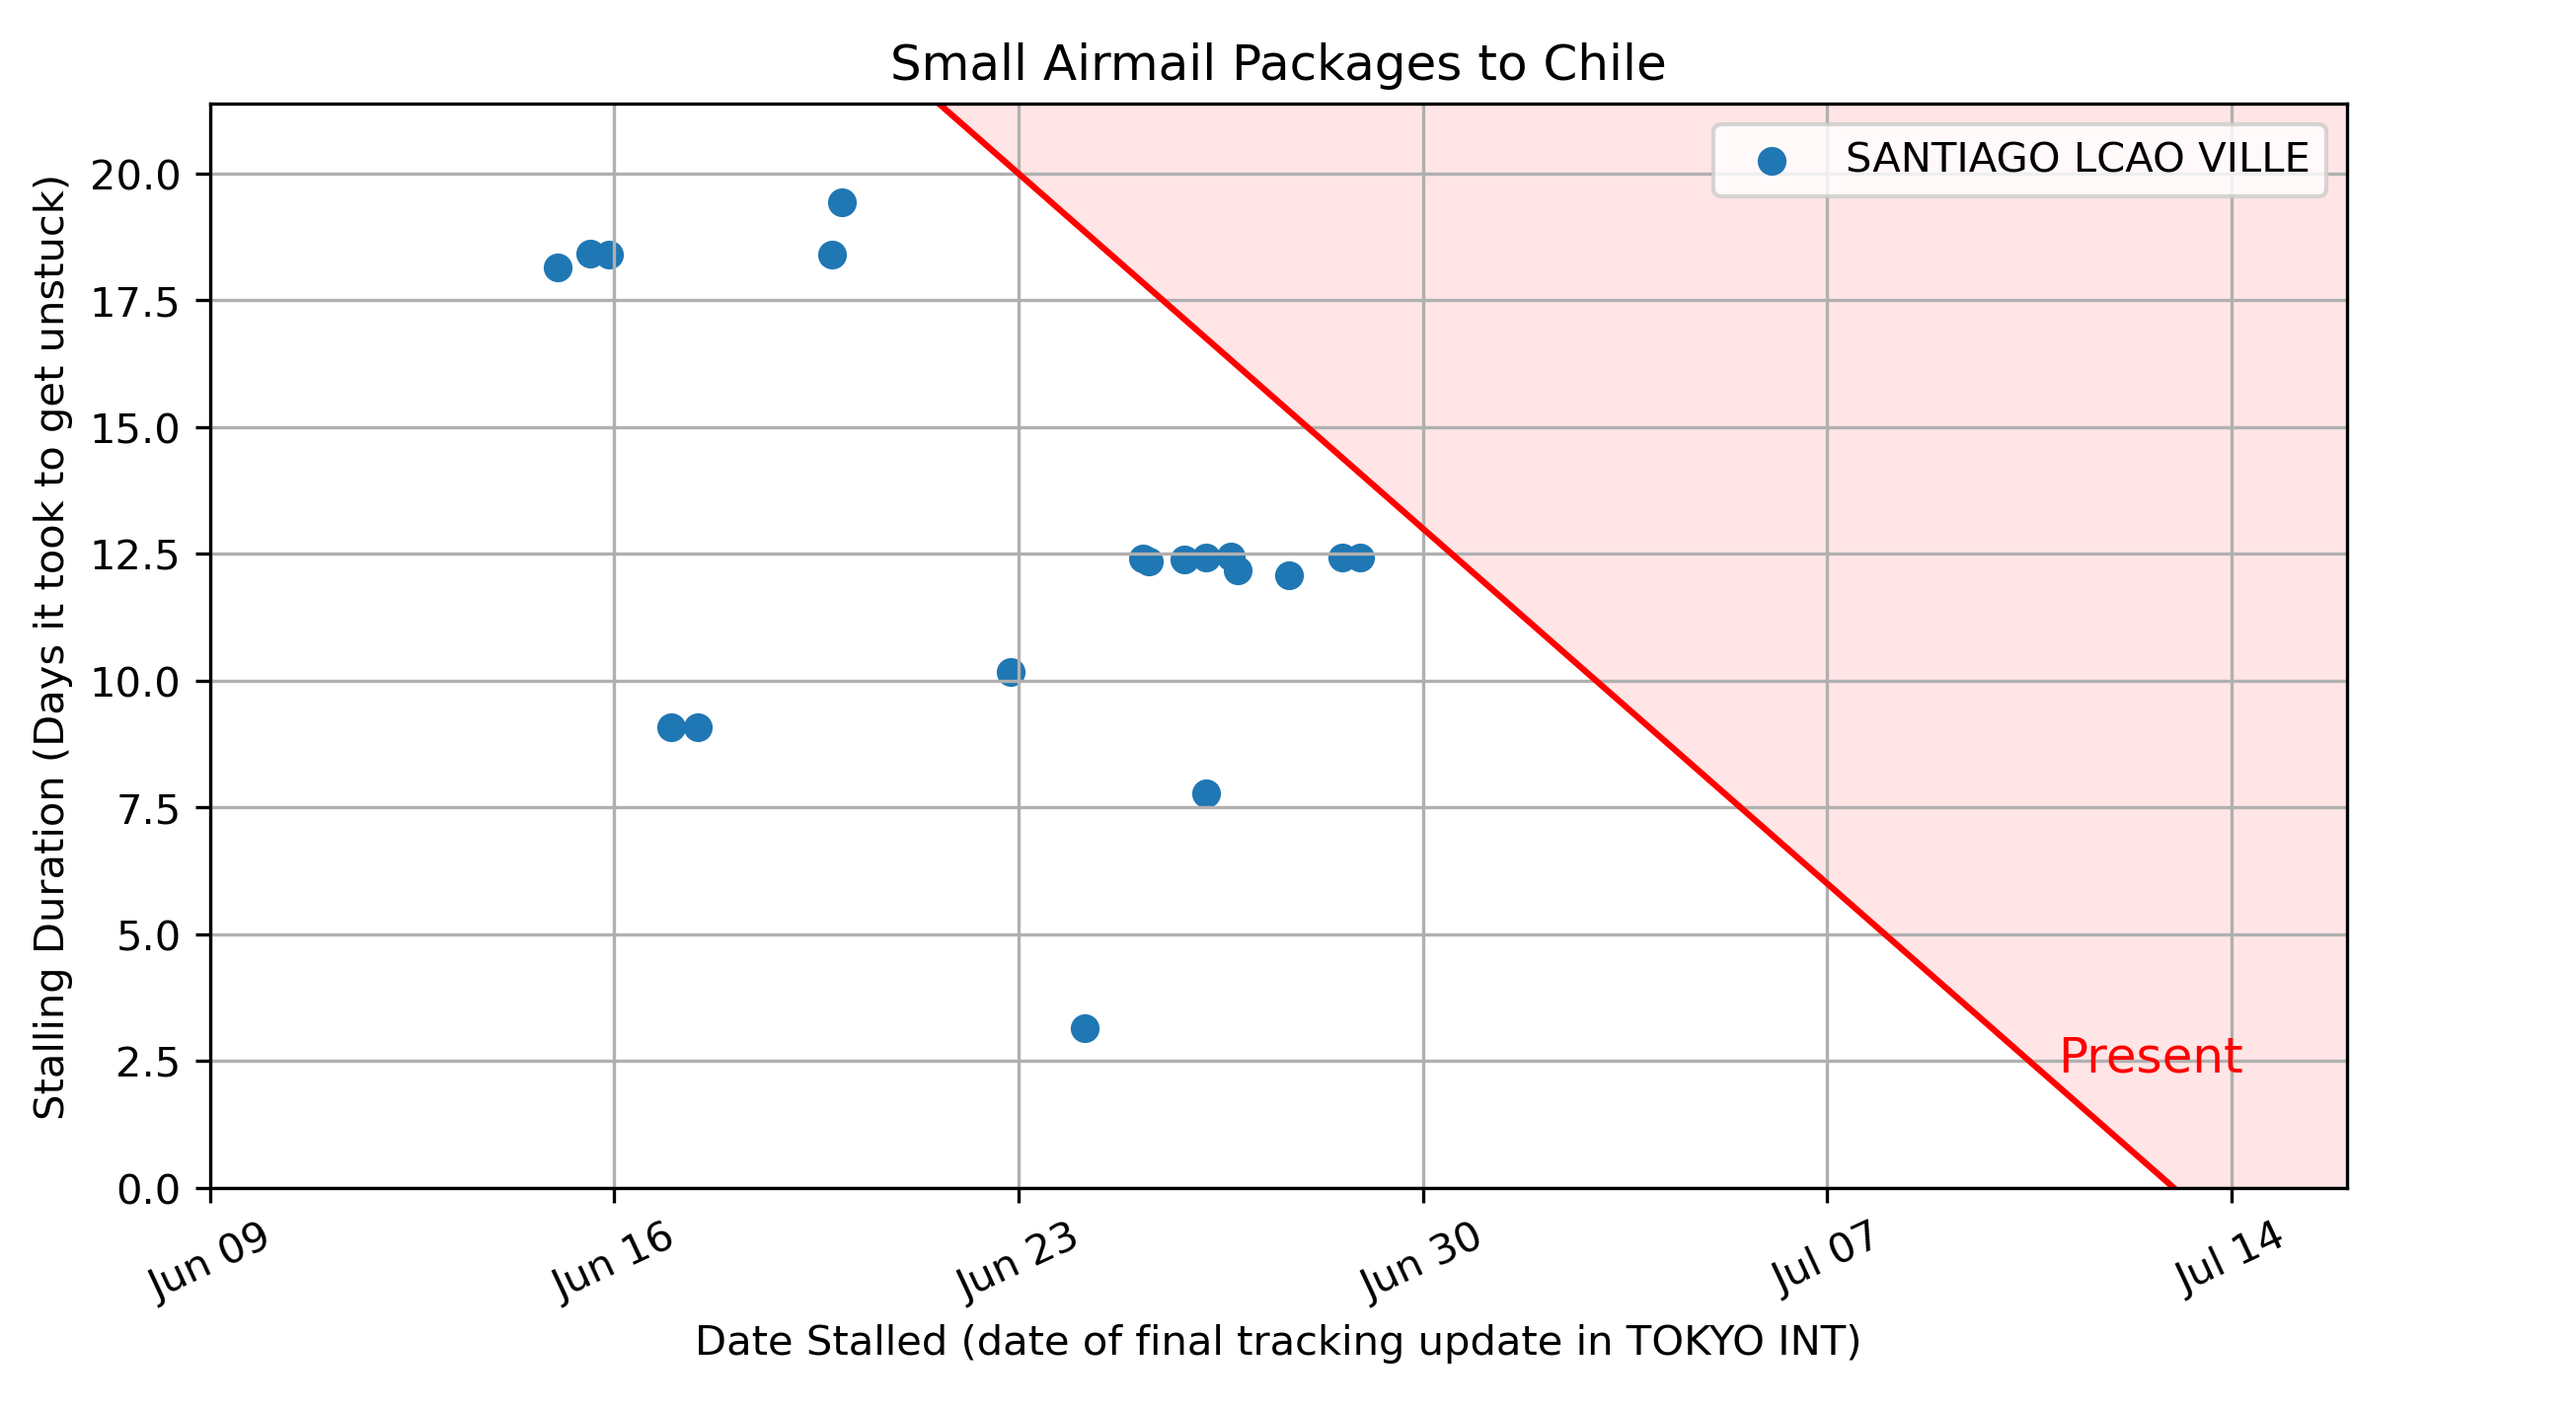 Small Airmail Packages to Chile
SANTIAGO LCAO VILLE
Stalling Duration (Days it took to get unstuck)
20.0
17.5
15.0
12.5
10.0
7.5
5.0
2.5
0.0
Present
Jun 09
Jun 16
Jun 23
Jun 30
Jul 07
Jul 14
Date Stalled (date of final tracking update in TOKYO INT)